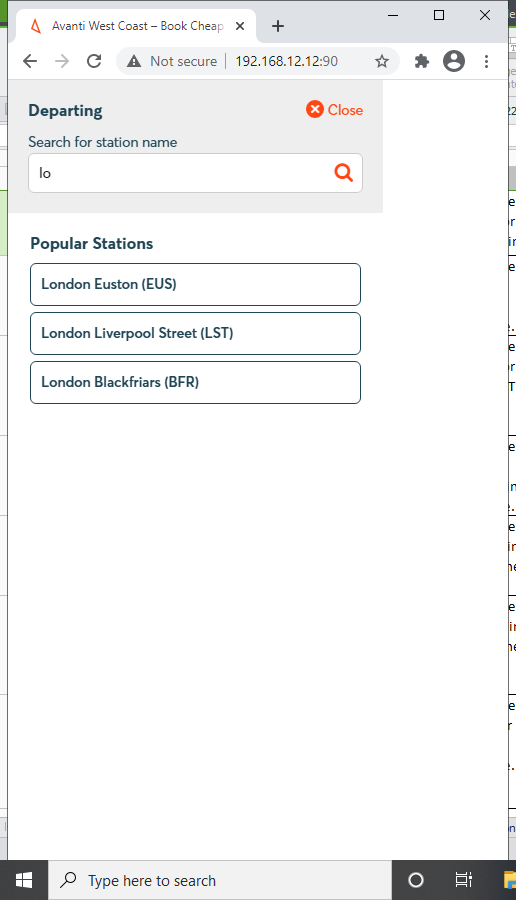 Avanti West Coast – Book Cheap
Not secure
192.168.12.12:90
Departing
Close
Search for station name
lo
Popular Stations
London Euston (EUS)
London Liverpool Street (LST)
London Blackfriars (BFR)
Type here to search